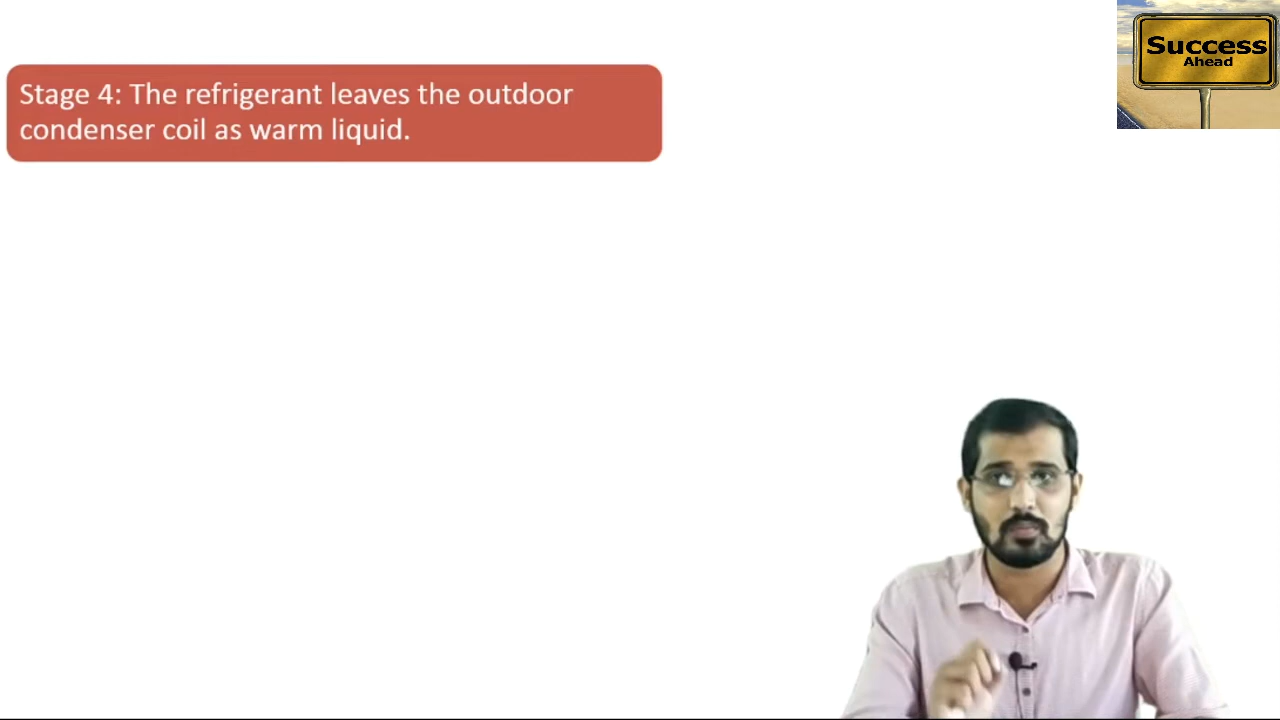 Stage 4: The refrigerant leaves the outdoor
condenser coil as warm liquid.
Success
Ahead